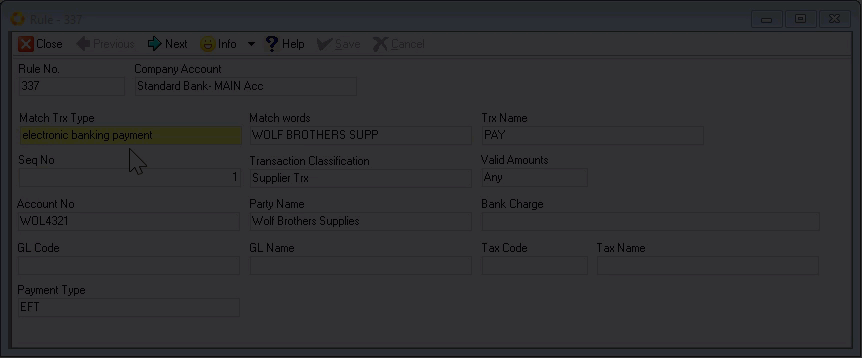 Rule - 337
Close Previous Next Info Help Save Cancel
Rule No. Company Account
337 Standard Bank- MAIN Acc
Match Trx Type Match words Trx Name
electronic banking payment WOLF BROTHERS SUPP PAY
Seq No Transaction Classification Valid Amounts
1 Supplier Trx Any
Account No Party Name Bank Charge
WOL4321 Wolf Brothers Supplies
GL Code GL Name Tax Code Tax Name
Payment Type
EFT